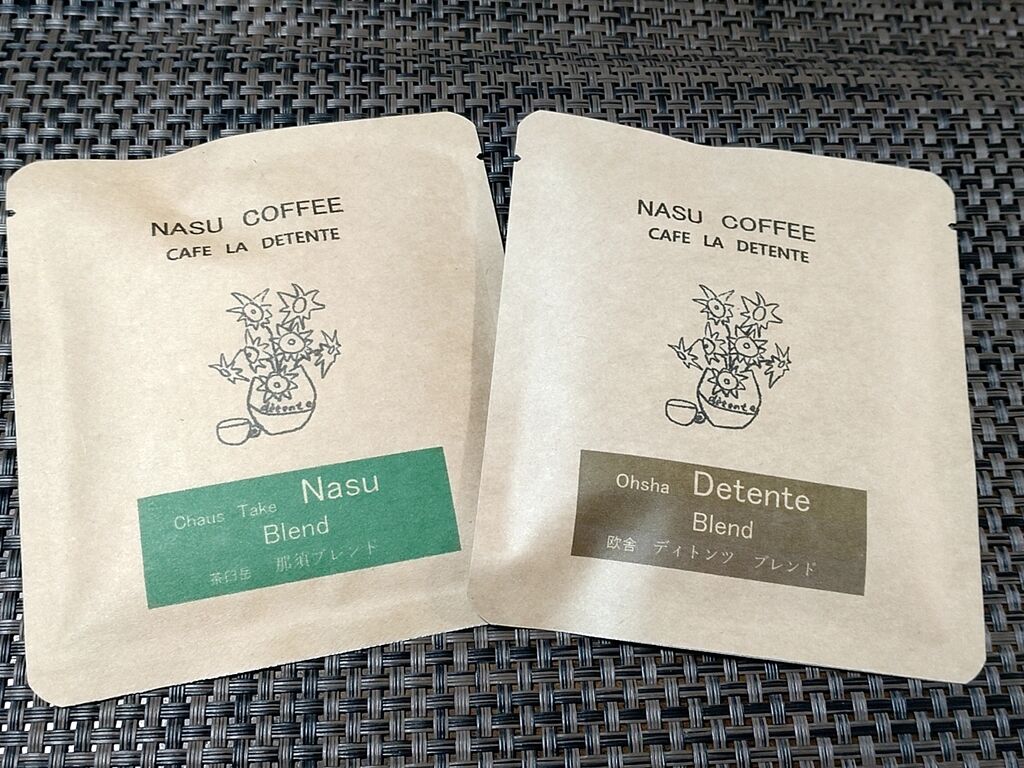 NASU COFFEE
CAFE LA DETENTE
detente
Chaus Take Nasu
Blend
茶臼岳 那須ブレンド
NASU COFFEE
CAFE LA DETENTE
detente
Ohsha Detente
Blend
欧舎 ディトンツ ブレンド